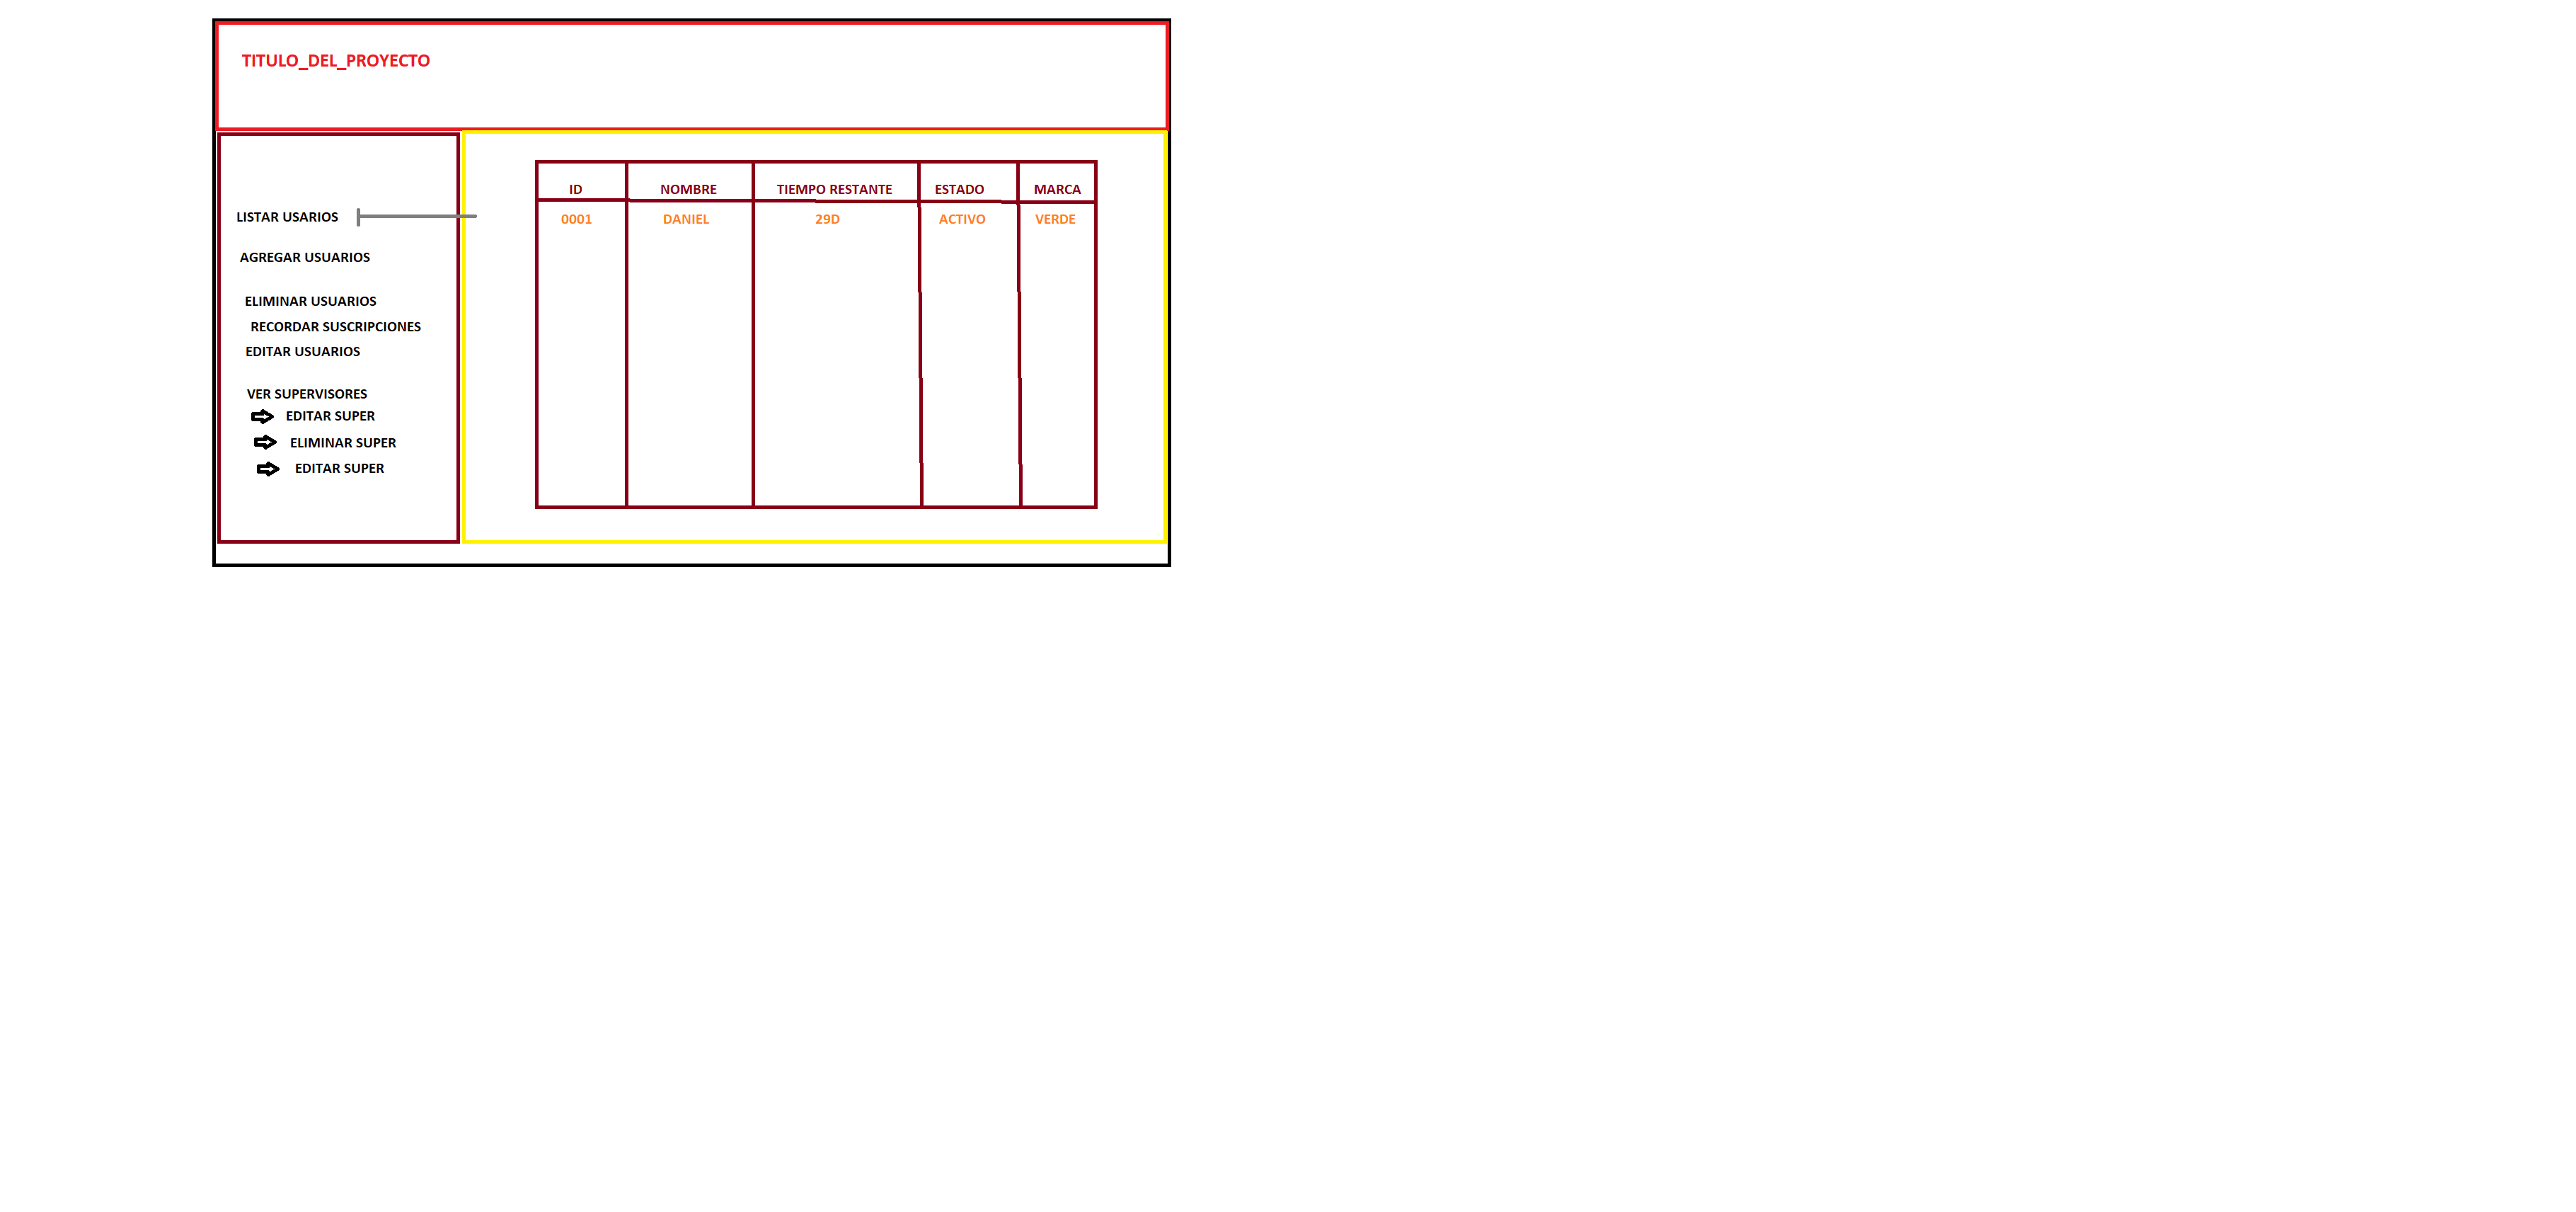 TITULO_DEL_PROYECTO
LISTAR USARIOS
AGREGAR USUARIOS
ELIMINAR USUARIOS
RECORDAR SUSCRIPCIONES
EDITAR USUARIOS
VER SUPERVISORES
EDITAR SUPER
ELIMINAR SUPER
EDITAR SUPER
ID NOMBRE TIEMPO RESTANTE ESTADO MARCA
0001 DANIEL 29D ACTIVO VERDE